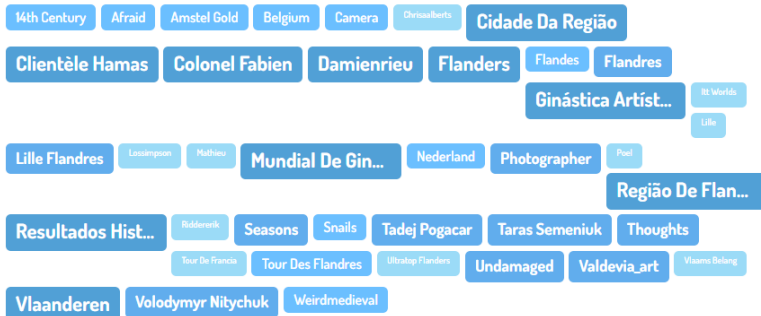 14th Century Afraid Amstel Gold Belgium Camera Chrisaalberts Cidade Da Região
Clientèle Hamas Colonel Fabien Damienrieu Flanders Flandes Flandres
Ginástica Artíst... Itt Worlds
Lille
Lille Flandres Lossimpson Mathieu Mundial De Gin... Nederland Photographer Poel
Região De Flan...
Resultados Hist... Riddererik Seasons Snails Tadej Pogacar Taras Semeniuk Thoughts
Tour De Francia Tour Des Flandres Ultratop Flanders Undamaged Valdevia_art Vlaams Belang
Vlaanderen Volodymyr Nitychuk Weirdmedieval